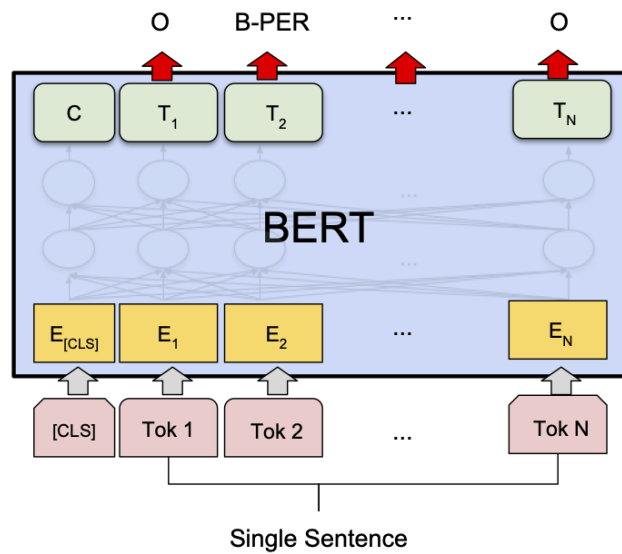 O B-PER ... O
C T1 T2 ... TN
...
BERT
...
E[CLS] E1 E2 ... EN
[CLS] Tok 1 Tok 2 ... Tok N
Single Sentence